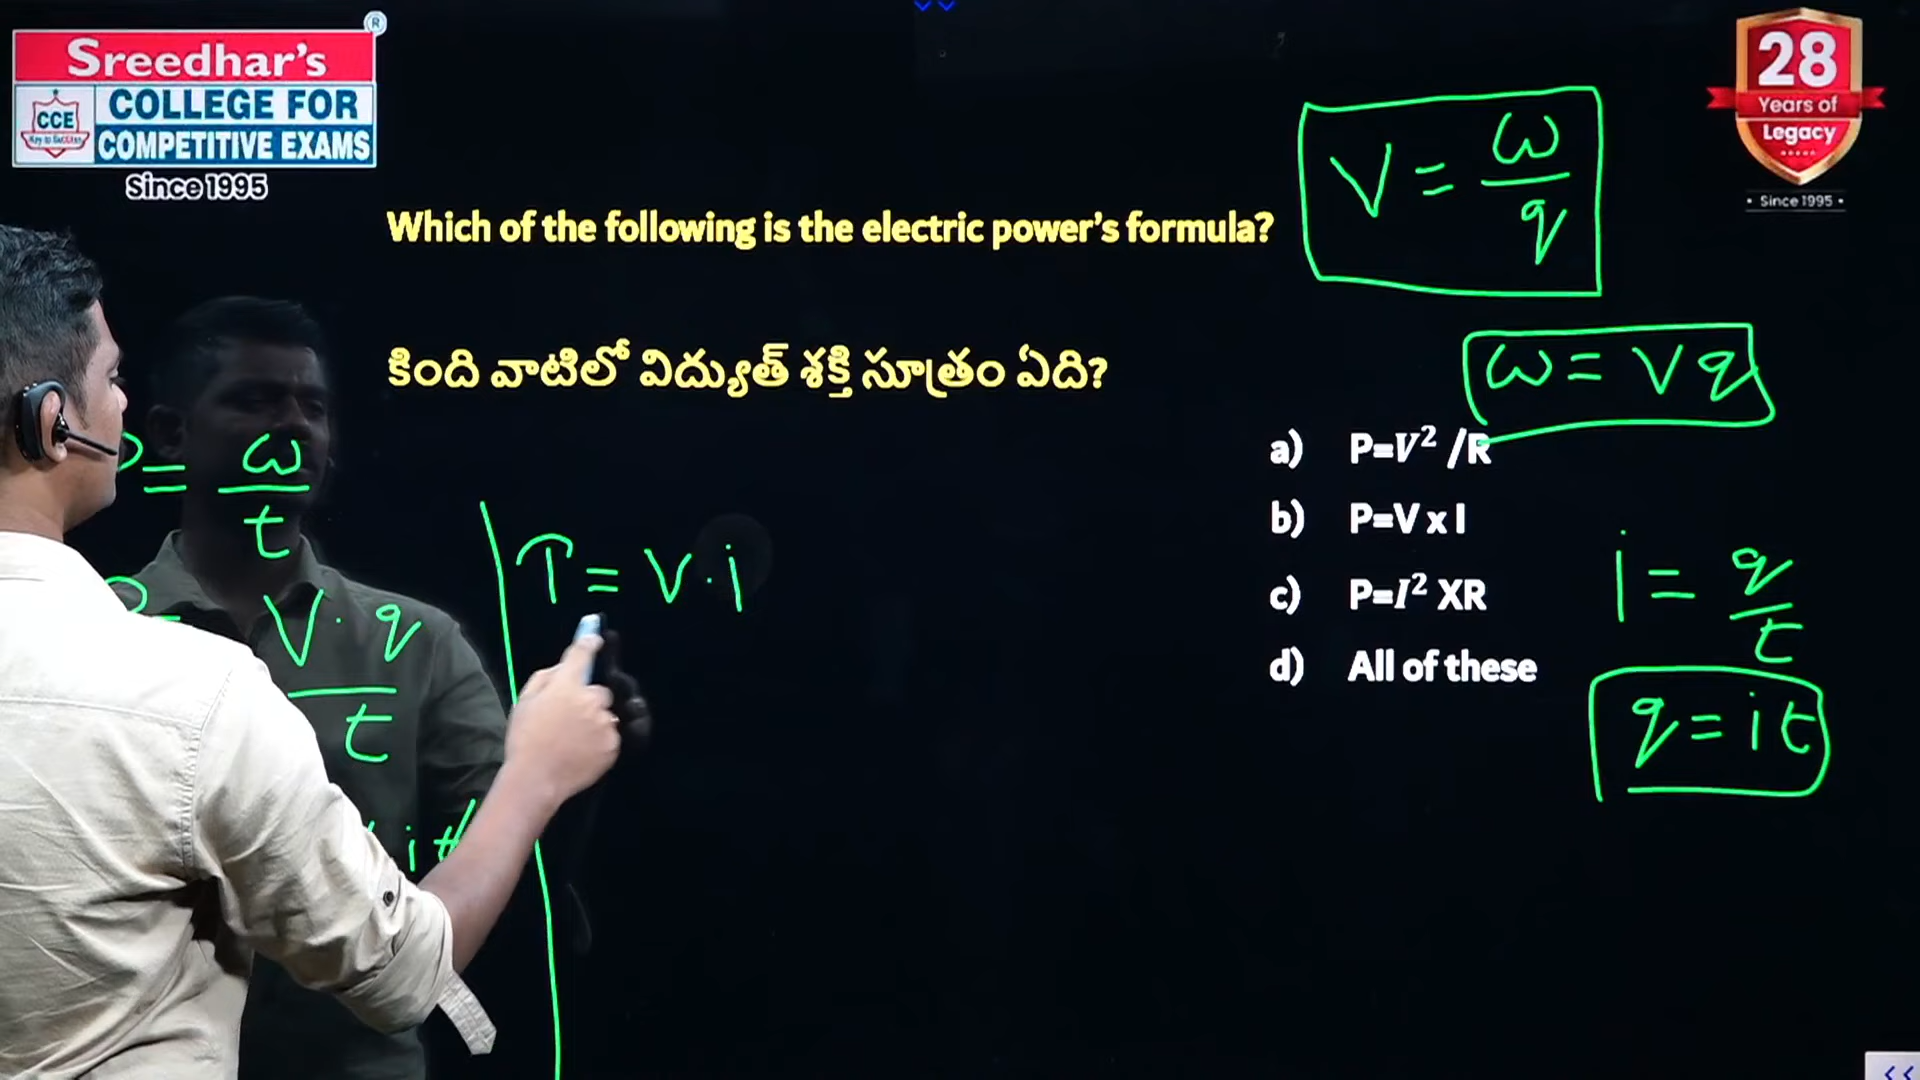 Sreedhar's
®
COLLEGE FOR
CCE
COMPETITIVE EXAMS
Since 1995
28
Years of
Legacy
• Since 1995 •
V = ω/q
Which of the following is the electric power's formula?
కింది వాటిలో విద్యుత్ శక్తి సూత్రం ఏది?
ω = Vq
a) P=V² /R
b) P=V x I
c) P=I² XR
d) All of these
P = ω/t
P = V·q/t
i t
P = V·i
i = q/t
q = it